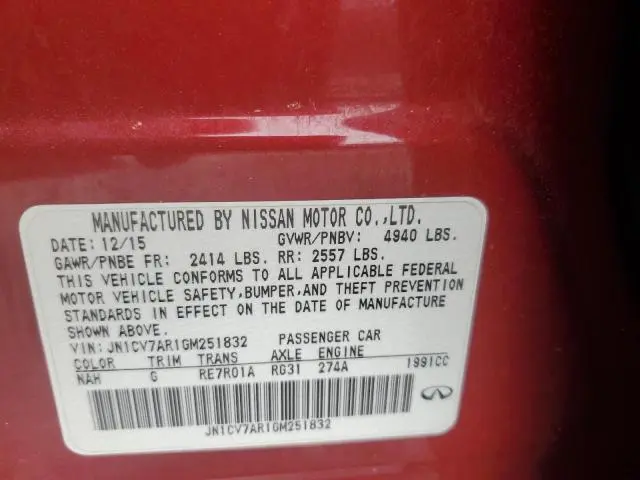 MANUFACTURED BY NISSAN MOTOR CO.,LTD.
DATE: 12/15 GVWR/PNBV: 4940 LBS.
GAWR/PNBE FR: 2414 LBS. RR: 2557 LBS.
THIS VEHICLE CONFORMS TO ALL APPLICABLE FEDERAL
MOTOR VEHICLE SAFETY,BUMPER,AND THEFT PREVENTION
STANDARDS IN EFFECT ON THE DATE OF MANUFACTURE
SHOWN ABOVE.
VIN: JN1CV7AR1GM251832 PASSENGER CAR
COLOR TRIM TRANS AXLE ENGINE
NAH G RE7R01A RG31 274A 1991CC
JN1CV7AR1GM251832